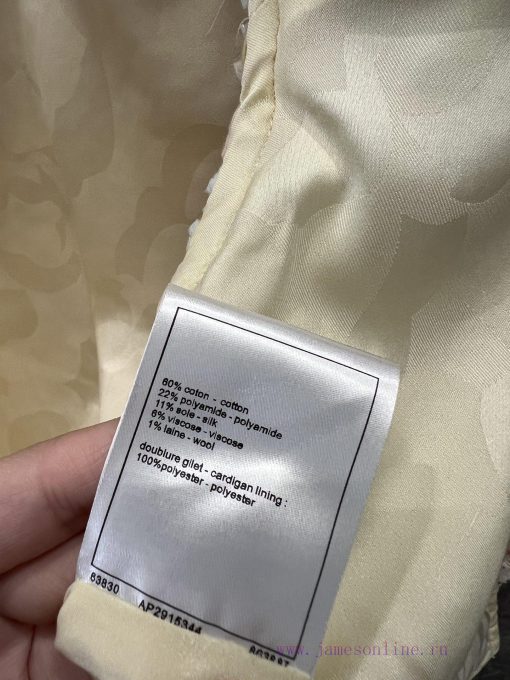 60% coton - cotton
22% polyamide - polyamide
11% soie - silk
6% viscose - viscose
1% laine - wool
doublure gilet - cardigan lining :
100%polyester - polyester
63830 AP2915344
www.jamesonline.ru